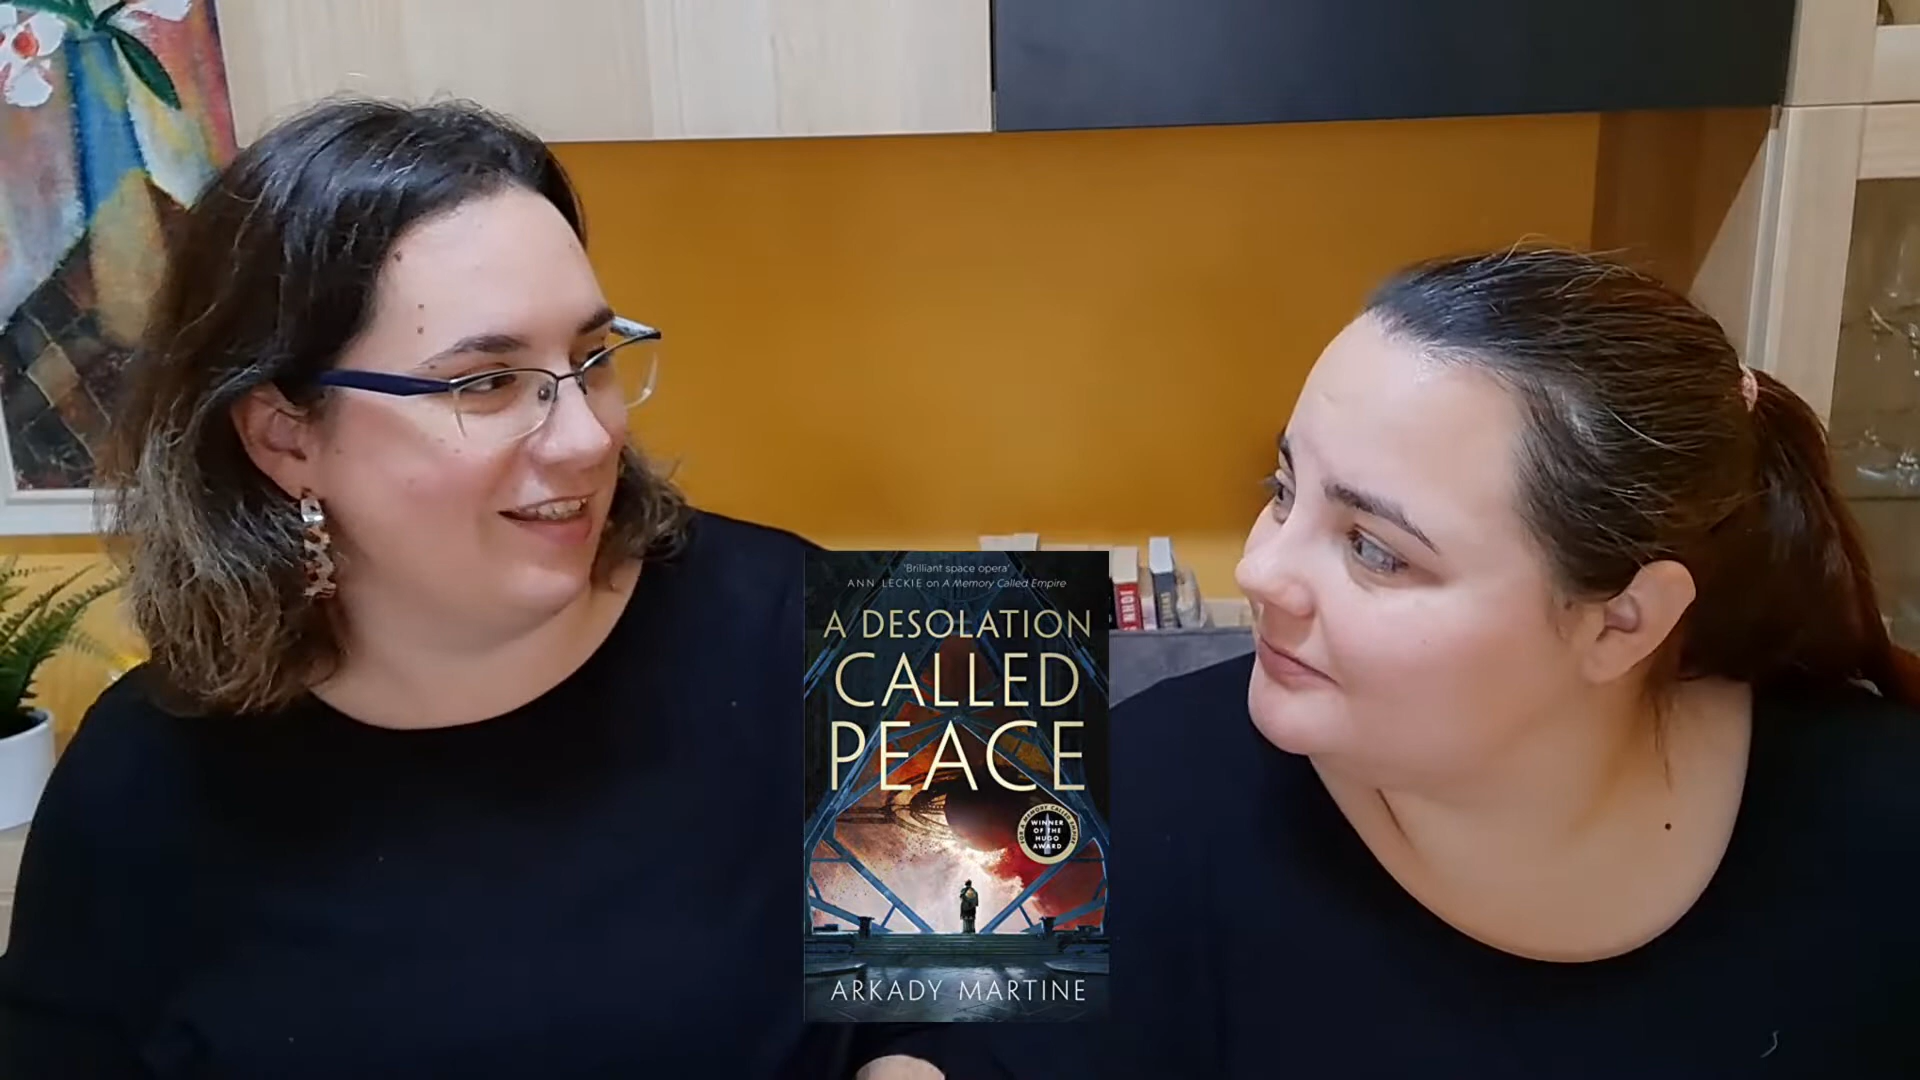 'Brilliant space opera'
ANN LECKIE on A Memory Called Empire
A DESOLATION
CALLED
PEACE
WINNER
OF THE
HUGO
AWARD
ARKADY MARTINE